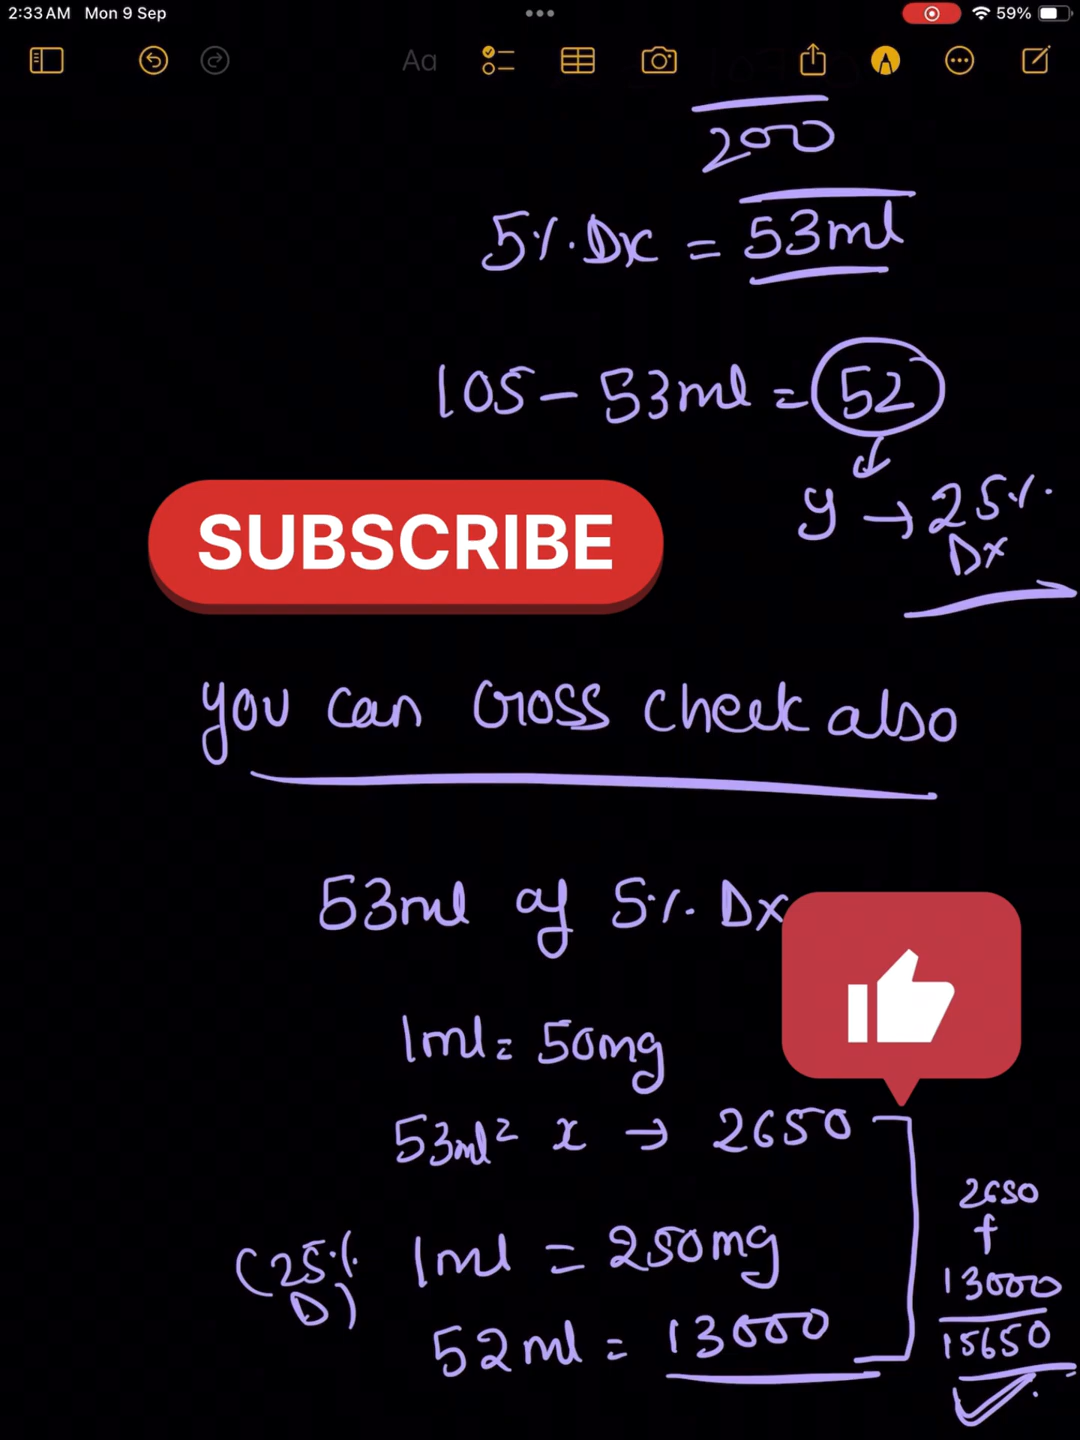 2:33 AM Mon 9 Sep
59%
Aa
200
5%. Dx = 53ml
105 - 53ml = 52
y → 25%.
Dx
SUBSCRIBE
you can cross check also
53ml of 5%. Dx
1ml = 50mg
53ml = x → 2650
(25%. D) 1ml = 250mg
52ml = 13000
2650
+
13000
15650